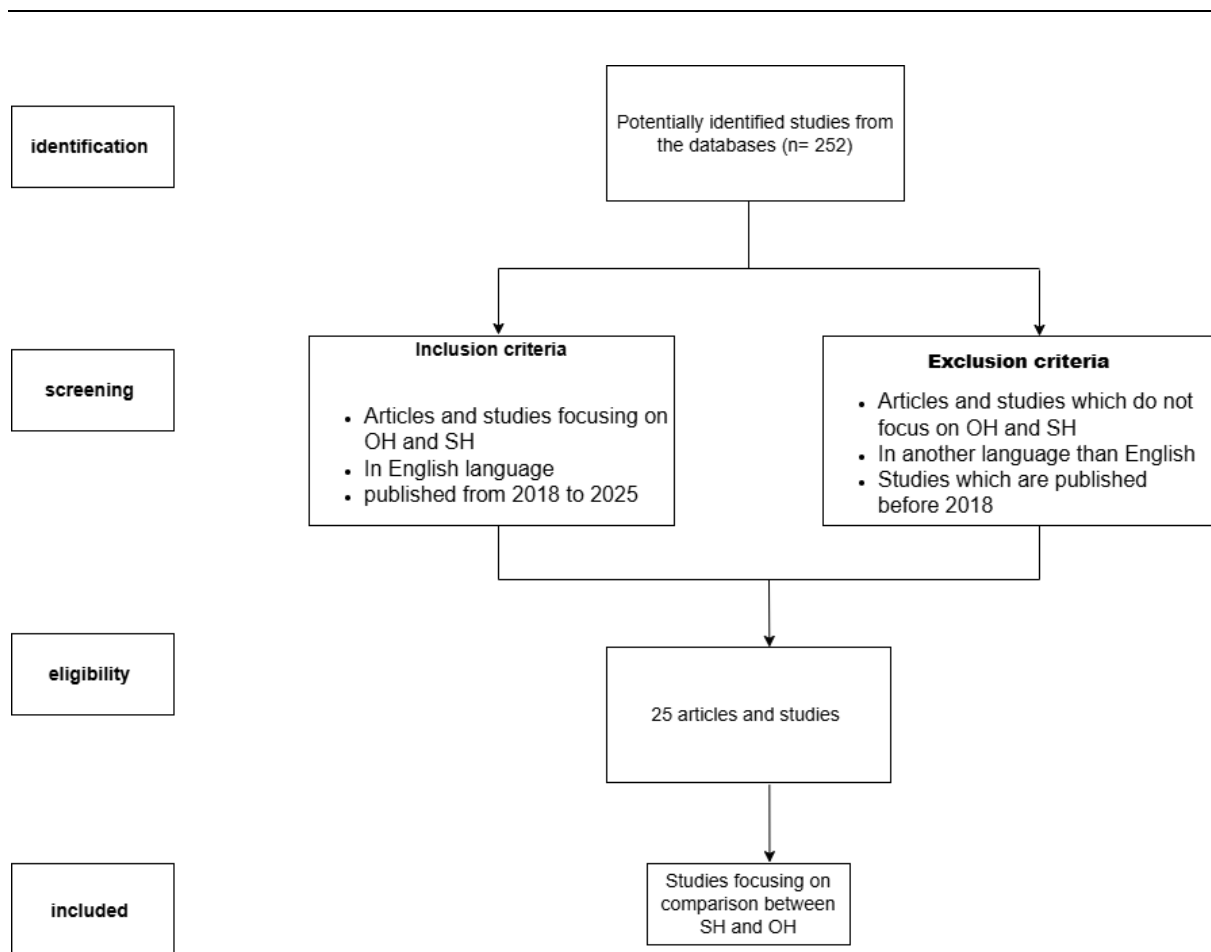 identification
Potentially identified studies from
the databases (n= 252)
screening
Inclusion criteria
• Articles and studies focusing on
OH and SH
• In English language
• published from 2018 to 2025
Exclusion criteria
• Articles and studies which do not
focus on OH and SH
• In another language than English
• Studies which are published
before 2018
eligibility
25 articles and studies
included
Studies focusing on
comparison between
SH and OH